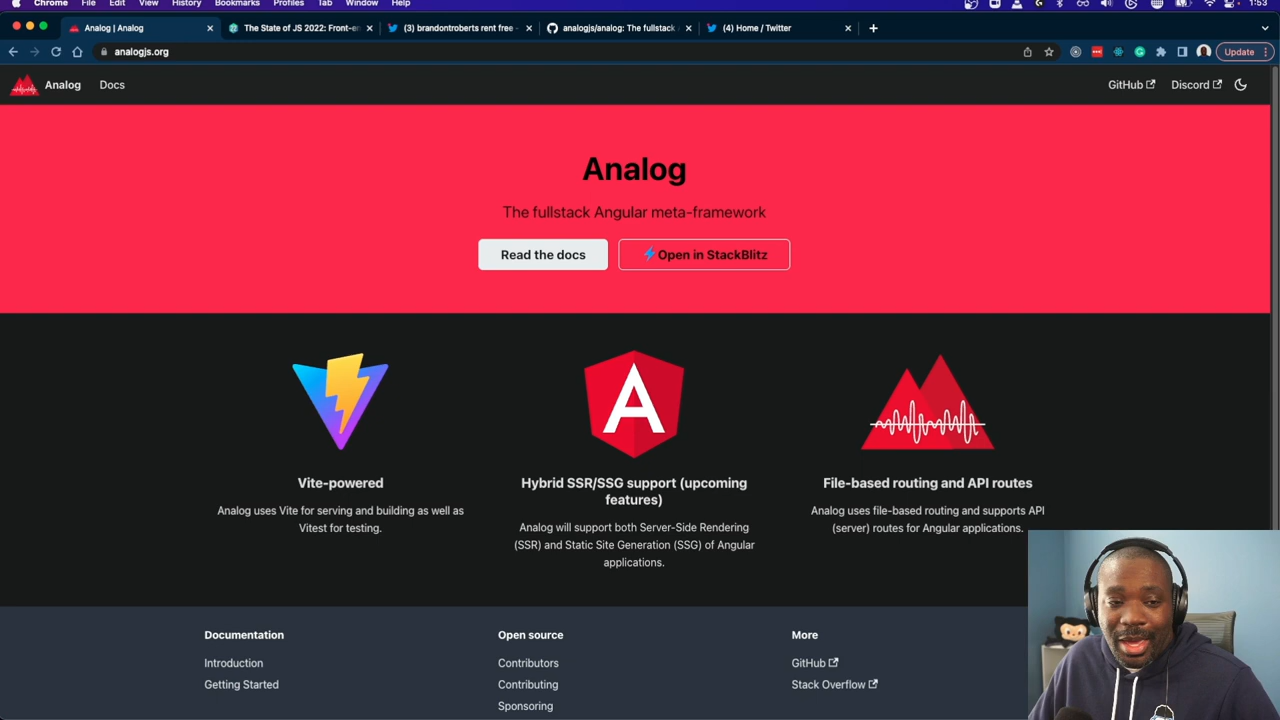 Chrome File Edit View History Bookmarks Profiles Tab Window Help 1:53
Analog | Analog
The State of JS 2022: Front-en
(3) brandontroberts rent free -
analogjs/analog: The fullstack
(4) Home / Twitter
analogjs.org
Update
Analog Docs GitHub Discord
Analog
The fullstack Angular meta-framework
Read the docs
Open in StackBlitz
Vite-powered
Analog uses Vite for serving and building as well as
Vitest for testing.
Hybrid SSR/SSG support (upcoming
features)
Analog will support both Server-Side Rendering
(SSR) and Static Site Generation (SSG) of Angular
applications.
File-based routing and API routes
Analog uses file-based routing and supports API
(server) routes for Angular applications.
Documentation
Introduction
Getting Started
Open source
Contributors
Contributing
Sponsoring
More
GitHub
Stack Overflow